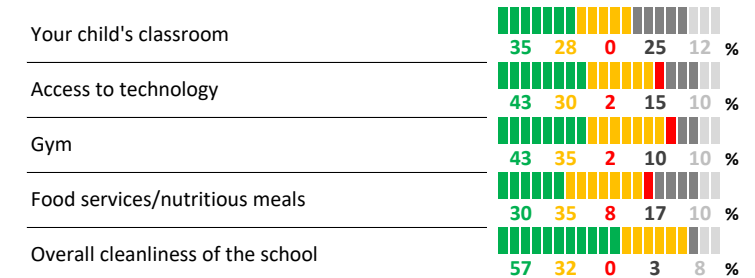 Your child's classroom
35 28 0 25 12 %
Access to technology
43 30 2 15 10 %
Gym
43 35 2 10 10 %
Food services/nutritious meals
30 35 8 17 10 %
Overall cleanliness of the school
57 32 0 3 8 %